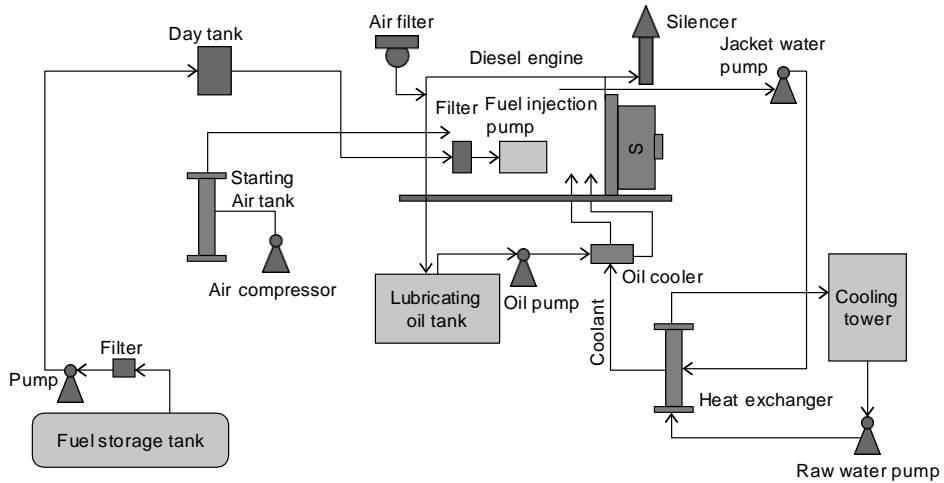 Air filter
Silencer
Day tank
Diesel engine
Jacket water
pump
Filter
Fuel injection
pump
S
Starting
Air tank
Air compressor
Lubricating
oil tank
Oil pump
Oil cooler
Coolant
Cooling
tower
Filter
Pump
Heat exchanger
Fuel storage tank
Raw water pump